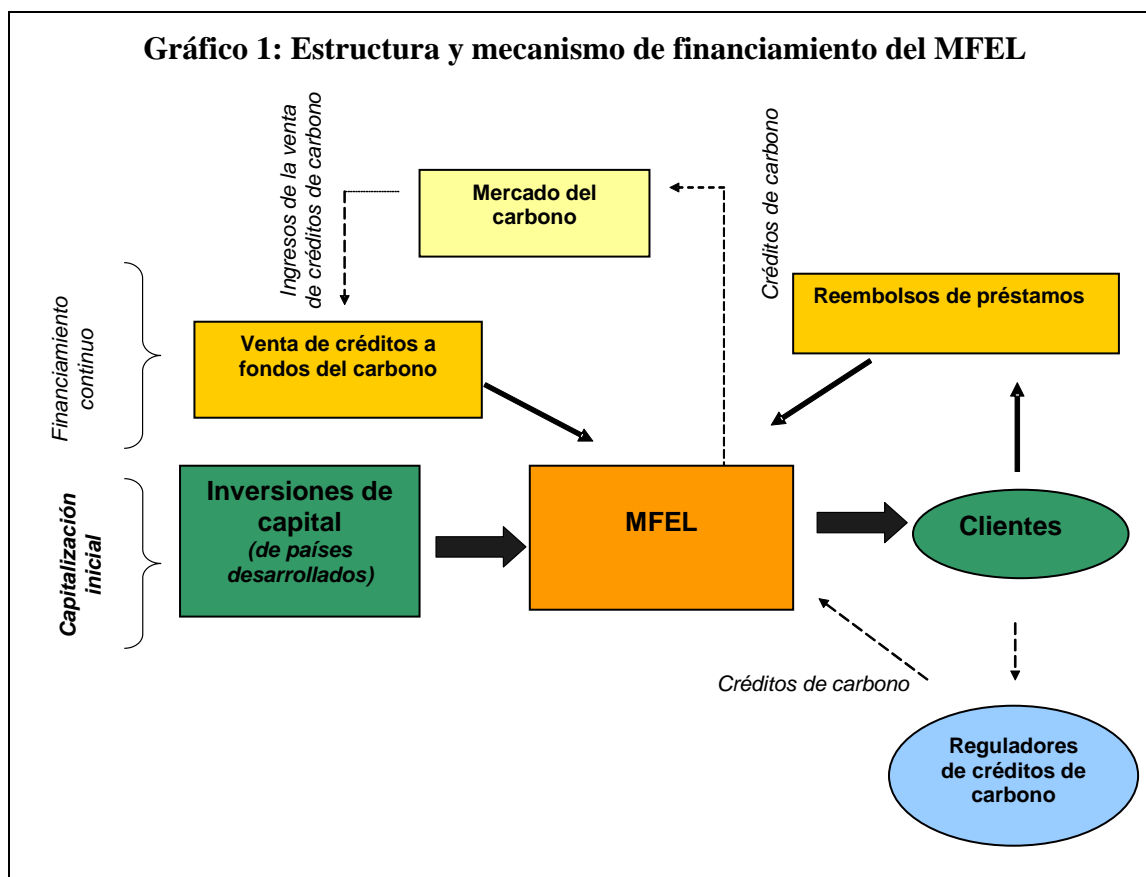 Gráfico 1: Estructura y mecanismo de financiamiento del MFEL
Ingresos de la venta
de créditos de carbono
Mercado del
carbono
Créditos de carbono
Reembolsos de préstamos
Financiamiento
continuo
Venta de créditos a
fondos del carbono
Capitalización
inicial
Inversiones de
capital
(de países
desarrollados)
MFEL
Clientes
Créditos de carbono
Reguladores
de créditos de
carbono